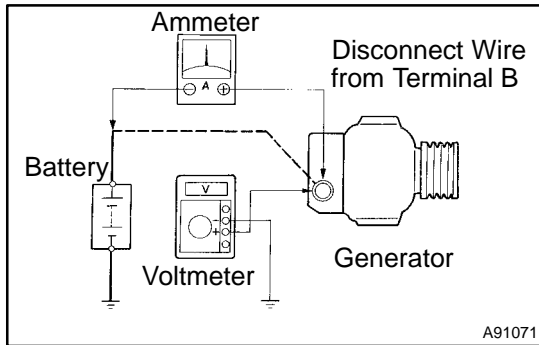 Ammeter
Disconnect Wire
from Terminal B
A
Battery
V
Voltmeter
Generator
A91071